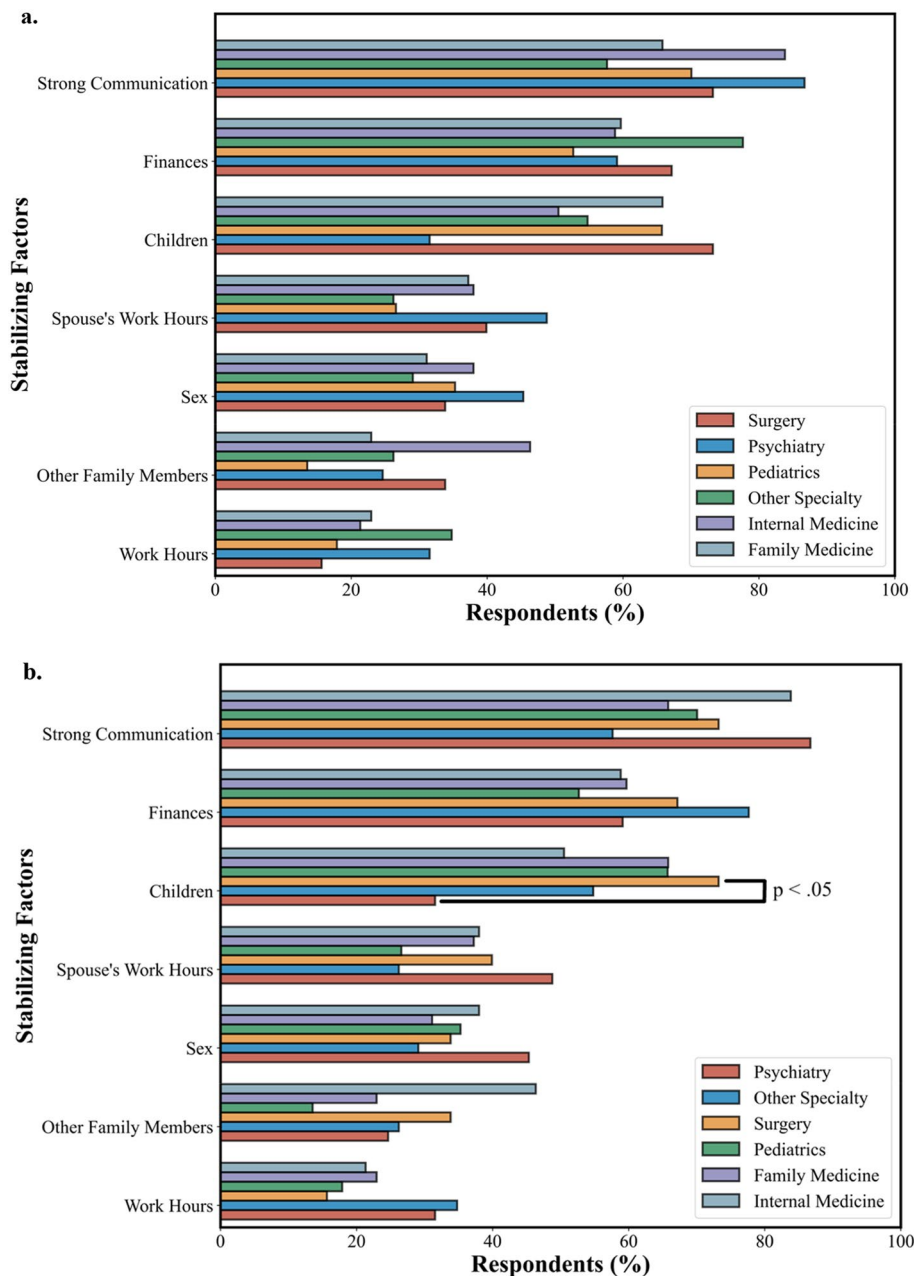 a.
Strong Communication
Finances
Children
Spouse's Work Hours
Sex
Other Family Members
Work Hours
Stabilizing Factors
Surgery
Psychiatry
Pediatrics
Other Specialty
Internal Medicine
Family Medicine
0 20 40 60 80 100
Respondents (%)
b.
Strong Communication
Finances
Children
p < .05
Spouse's Work Hours
Sex
Other Family Members
Work Hours
Stabilizing Factors
Psychiatry
Other Specialty
Surgery
Pediatrics
Family Medicine
Internal Medicine
0 20 40 60 80 100
Respondents (%)